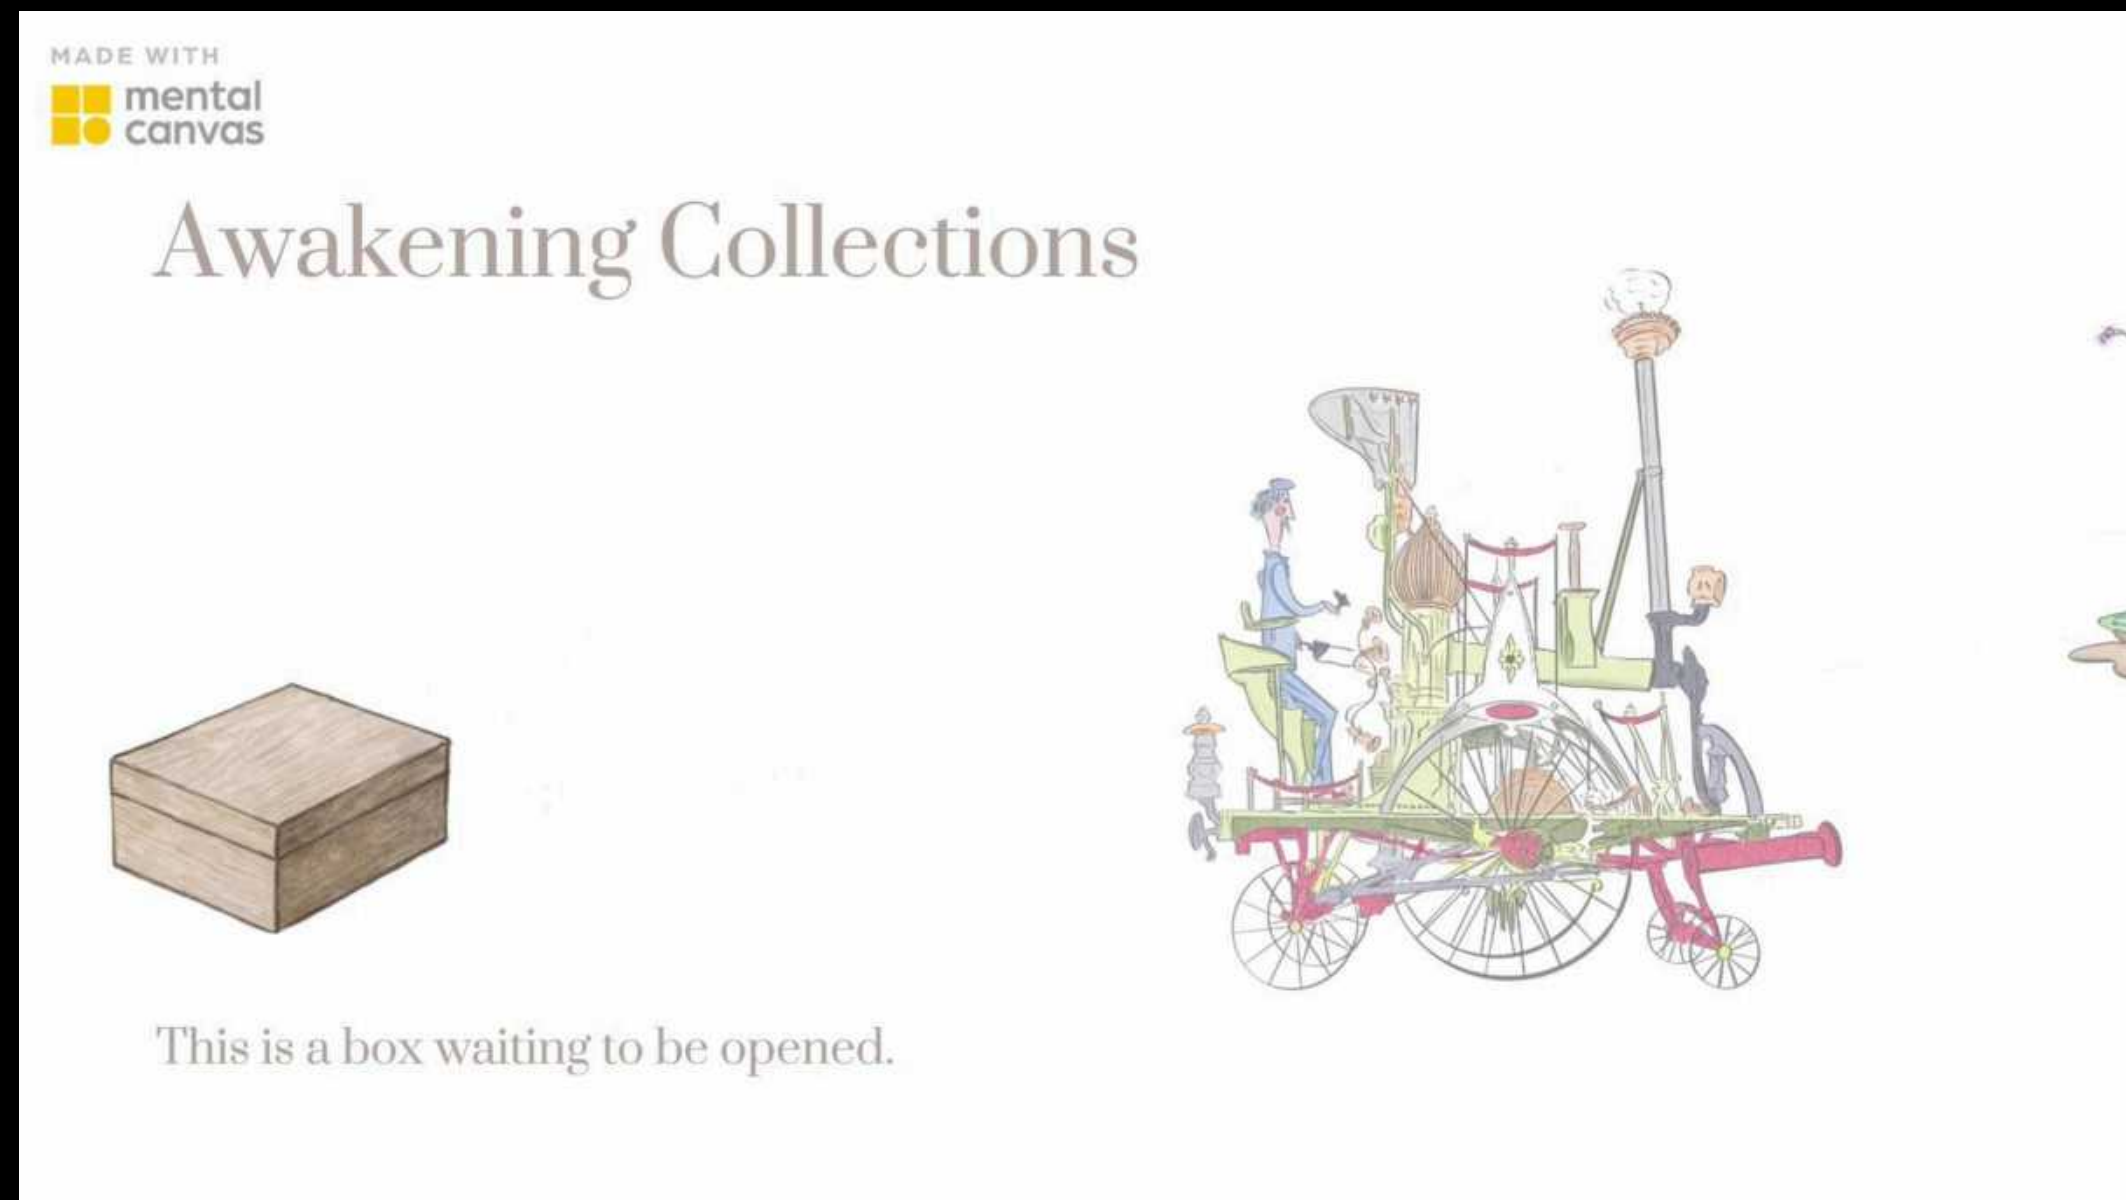 MADE WITH
mental
canvas
Awakening Collections
This is a box waiting to be opened.